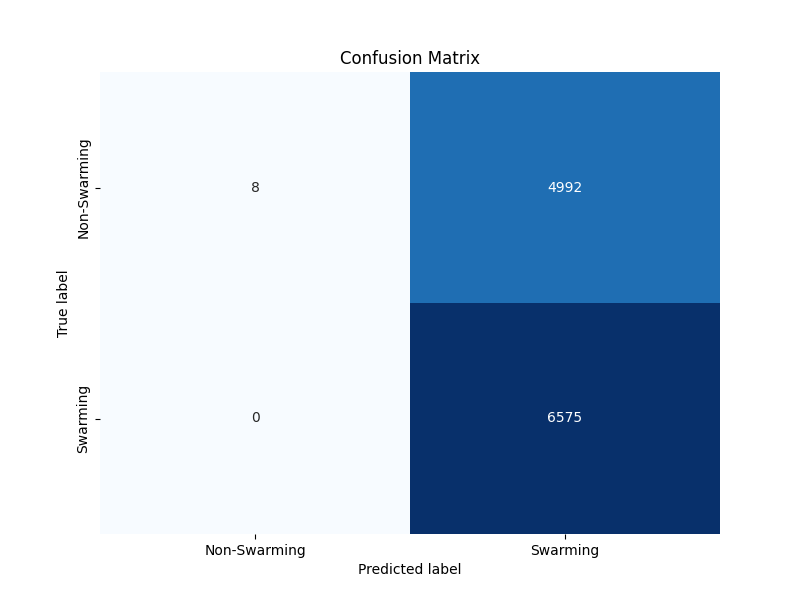 Confusion Matrix
True label
Non-Swarming
8
4992
Swarming
0
6575
Non-Swarming
Swarming
Predicted label